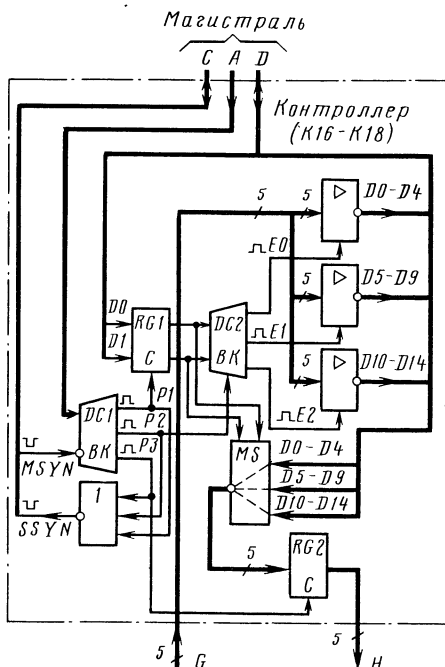 Магистраль
C A D
Контроллер
(К16-К18)
5 5 D0-D4
E0
5 D5-D9
D0 RG1 DC2
E1
D1 C BK
5 D10-D14
P1
DC1 P2 E2
BK P3 MS D0-D4
MSYN D5-D9
1 D10-D14
SSYN
5 RG2
C
5 G 5 H